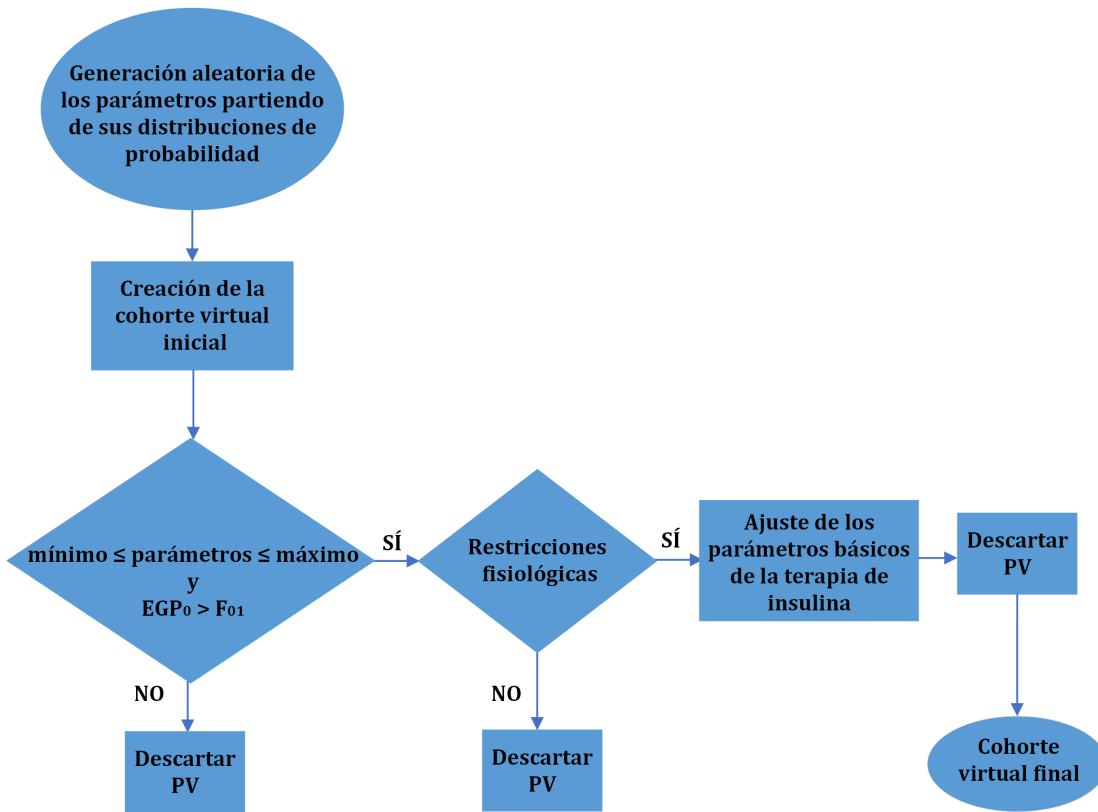 Generación aleatoria de
los parámetros partiendo
de sus distribuciones de
probabilidad
Creación de la
cohorte virtual
inicial
mínimo ≤ parámetros ≤ máximo
y
EGP₀ > F₀₁
SÍ
NO
Descartar
PV
Restricciones
fisiológicas
SÍ
NO
Descartar
PV
Ajuste de los
parámetros básicos
de la terapia de
insulina
Descartar
PV
Cohorte
virtual final